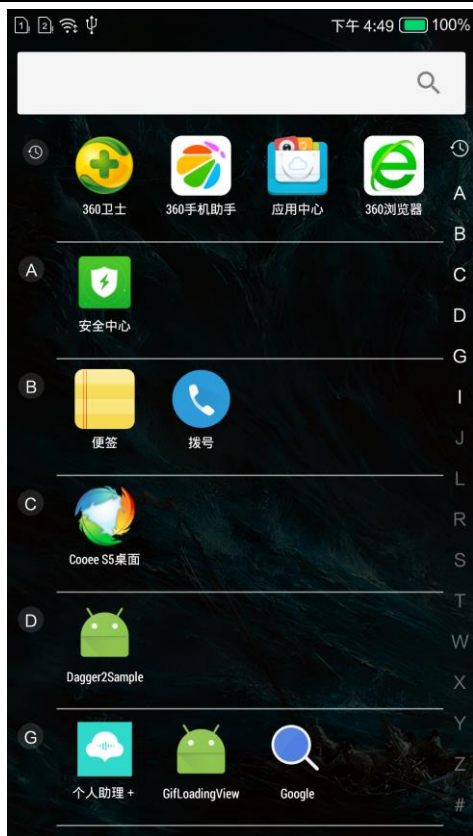 1 2 下午 4:49 100%
360卫士 360手机助手 应用中心 360浏览器
A
安全中心
B
便签 拨号
C
Cooee S5桌面
D
Dagger2Sample
G
个人助理 + GifLoadingView Google
A
B
C
D
G
I
J
L
R
S
T
W
X
Y
Z
#